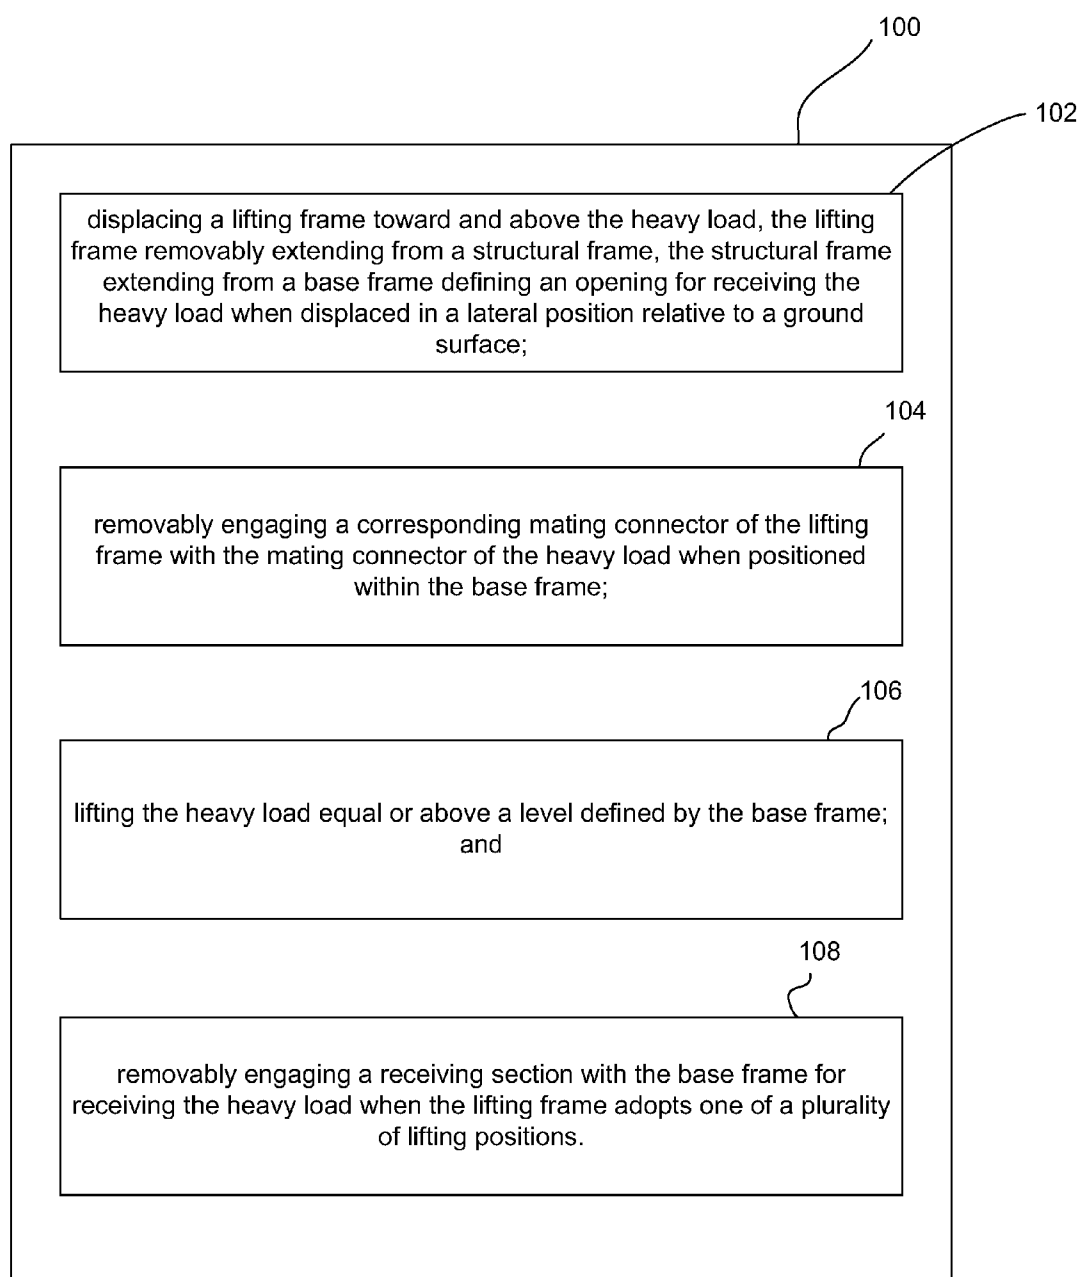 100
102
displacing a lifting frame toward and above the heavy load, the lifting
frame removably extending from a structural frame, the structural frame
extending from a base frame defining an opening for receiving the
heavy load when displaced in a lateral position relative to a ground
surface;
104
removably engaging a corresponding mating connector of the lifting
frame with the mating connector of the heavy load when positioned
within the base frame;
106
lifting the heavy load equal or above a level defined by the base frame;
and
108
removably engaging a receiving section with the base frame for
receiving the heavy load when the lifting frame adopts one of a plurality
of lifting positions.